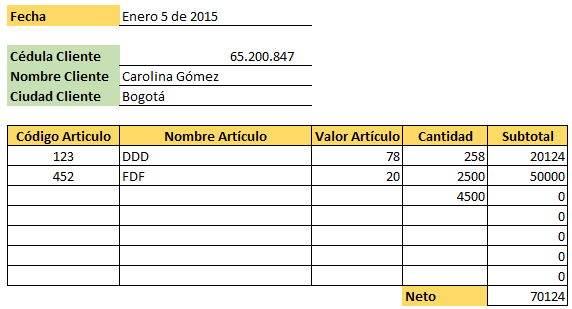 Fecha Enero 5 de 2015
Cédula Cliente 65.200.847
Nombre Cliente Carolina Gómez
Ciudad Cliente Bogotá
Código Articulo Nombre Artículo Valor Artículo Cantidad Subtotal
123 DDD 78 258 20124
452 FDF 20 2500 50000
4500 0
0
0
0
0
Neto 70124